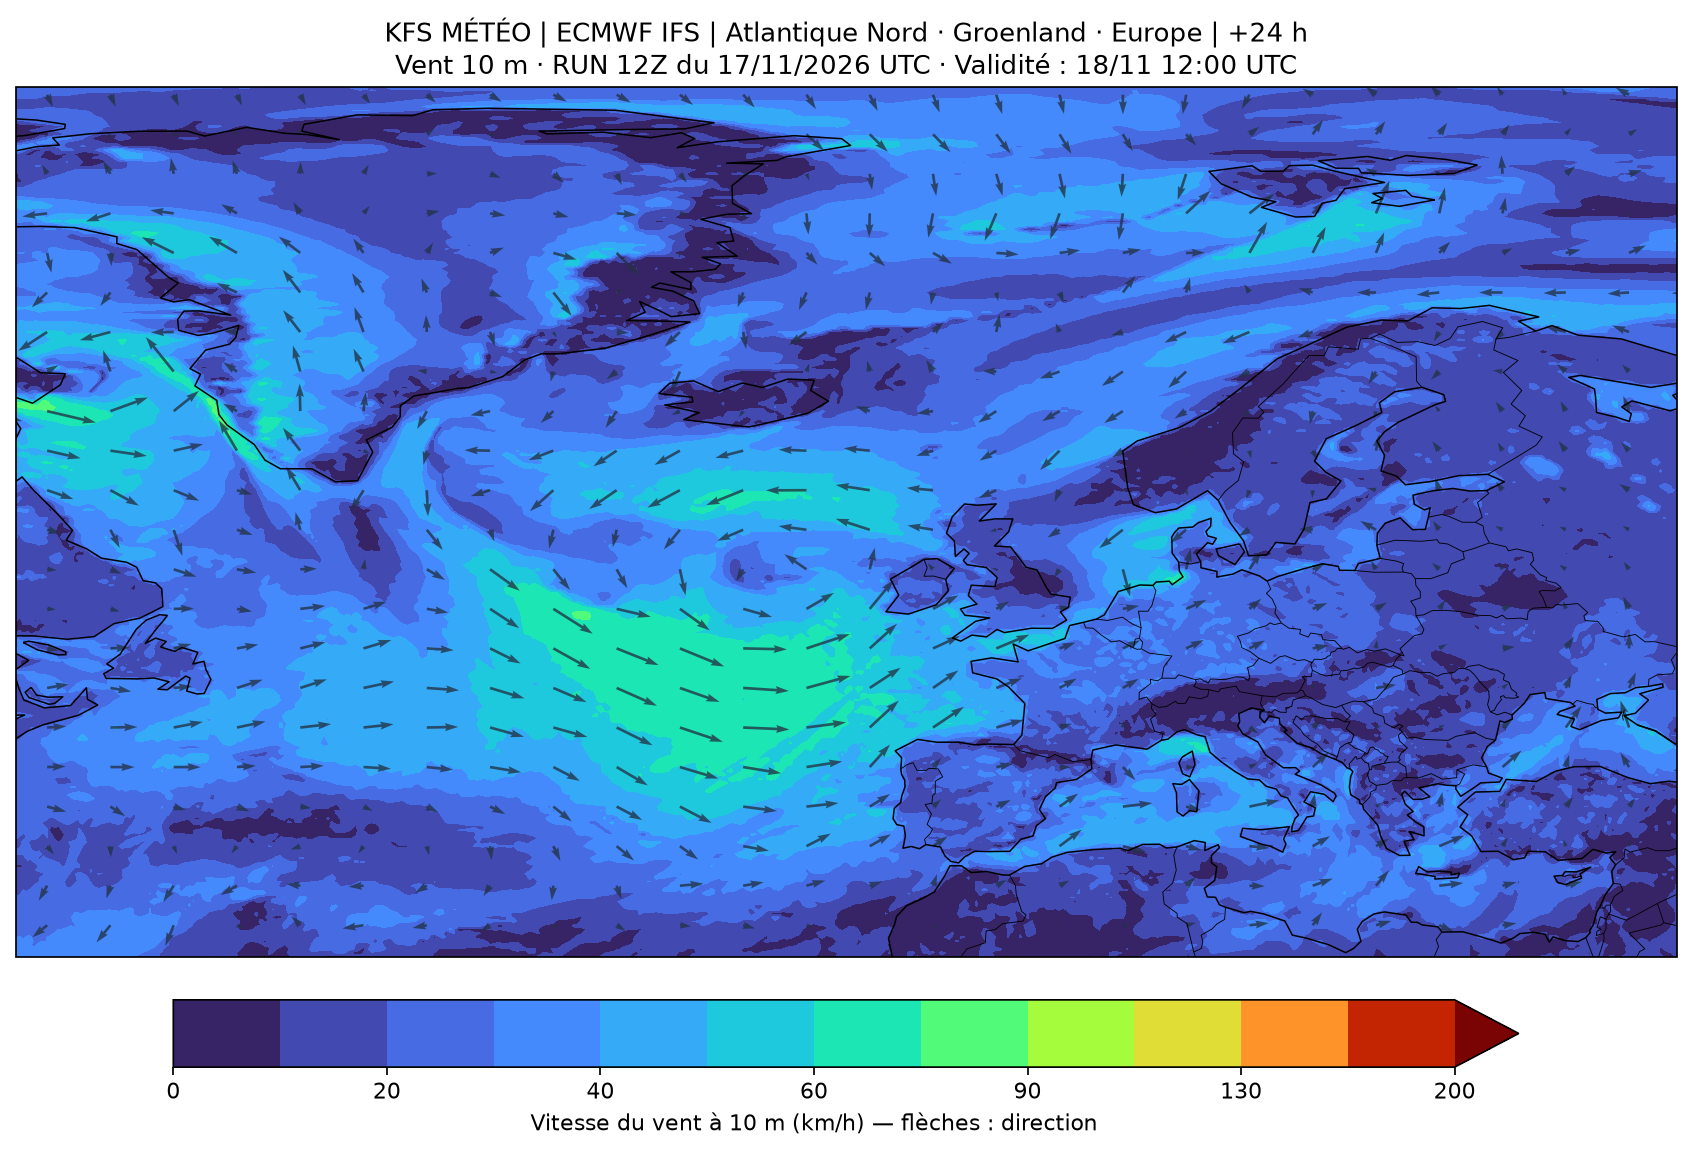 KFS MÉTÉO | ECMWF IFS | Atlantique Nord · Groenland · Europe | +24 h
Vent 10 m · RUN 12Z du 17/11/2026 UTC · Validité : 18/11 12:00 UTC
0 20 40 60 90 130 200
Vitesse du vent à 10 m (km/h) — flèches : direction